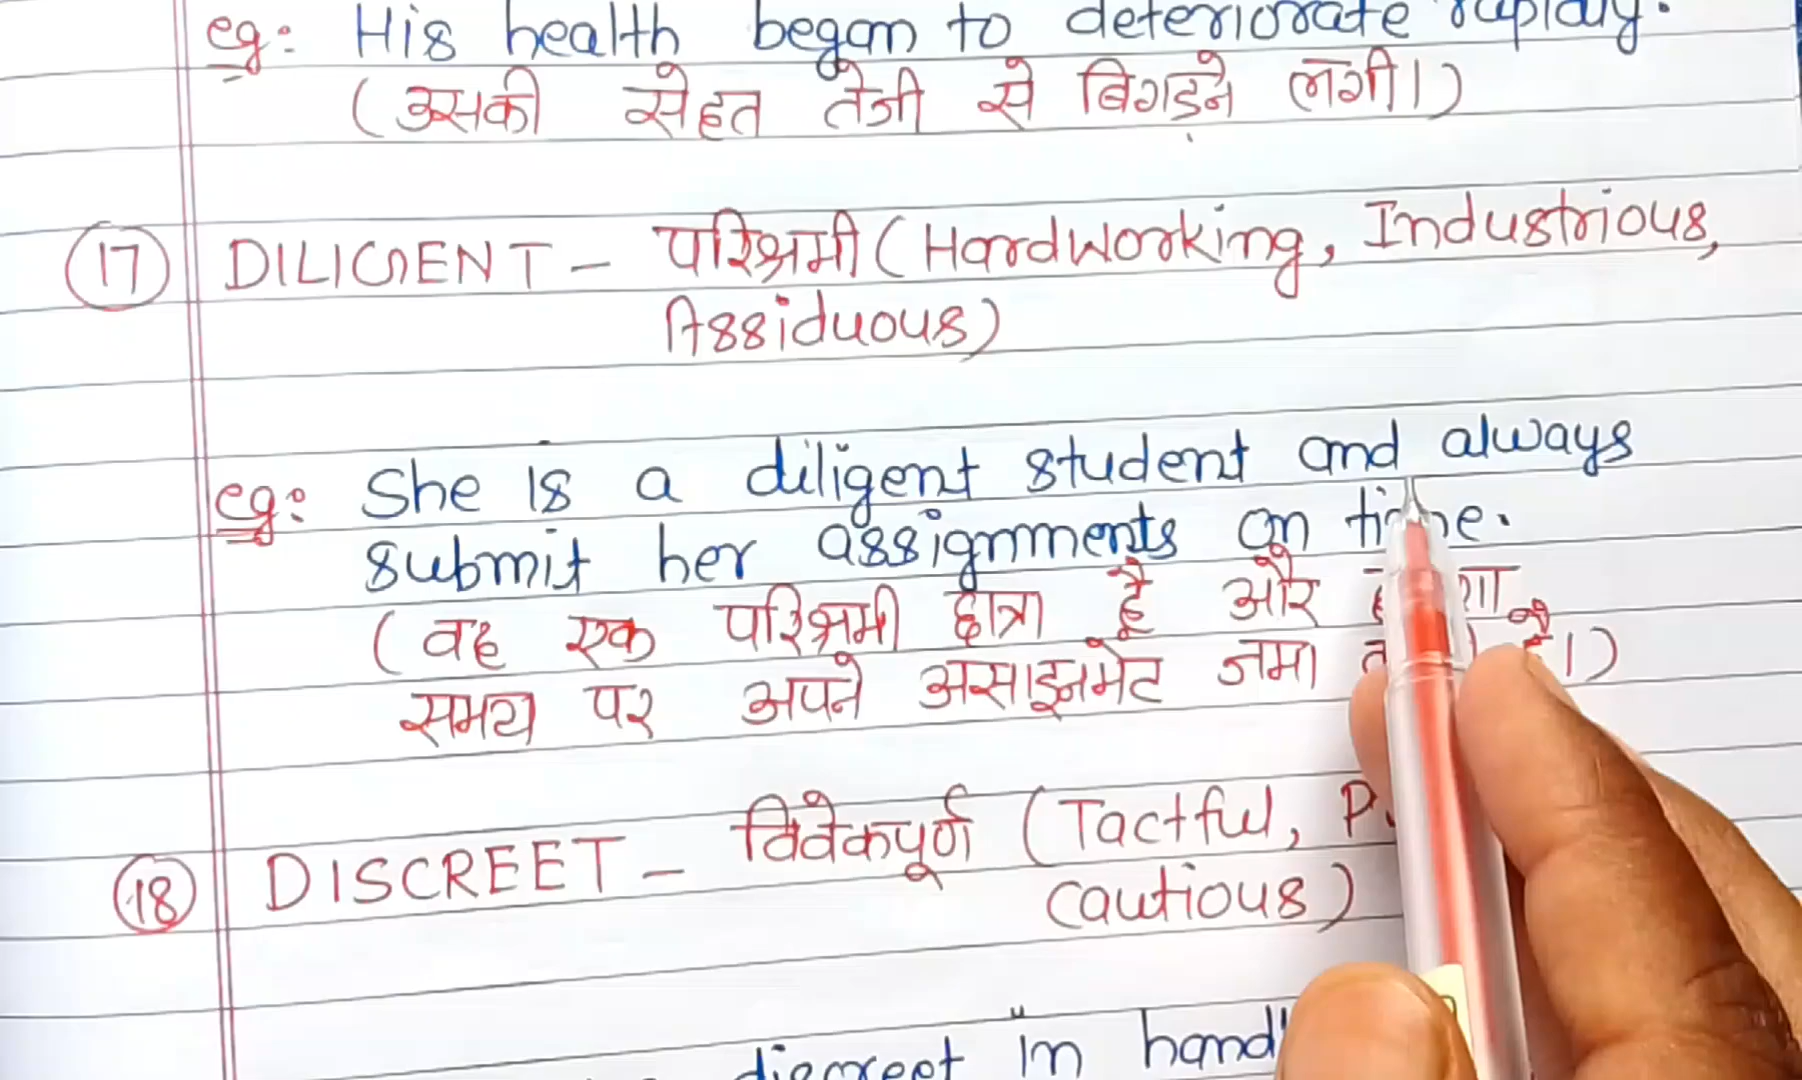 eg: His health began to deteriorate rapidly.
(उसकी सेहत तेजी से बिगड़ने लगी।)
17 DILIGENT - परिश्रमी (Hardworking, Industrious,
Assiduous)
eg: She is a diligent student and always
submit her assignments on time.
(वह एक परिश्रमी छात्रा है और
समय पर अपने असाइनमेंट जमा है।)
18 DISCREET - विवेकपूर्ण (Tactful,
cautious)
discreet in